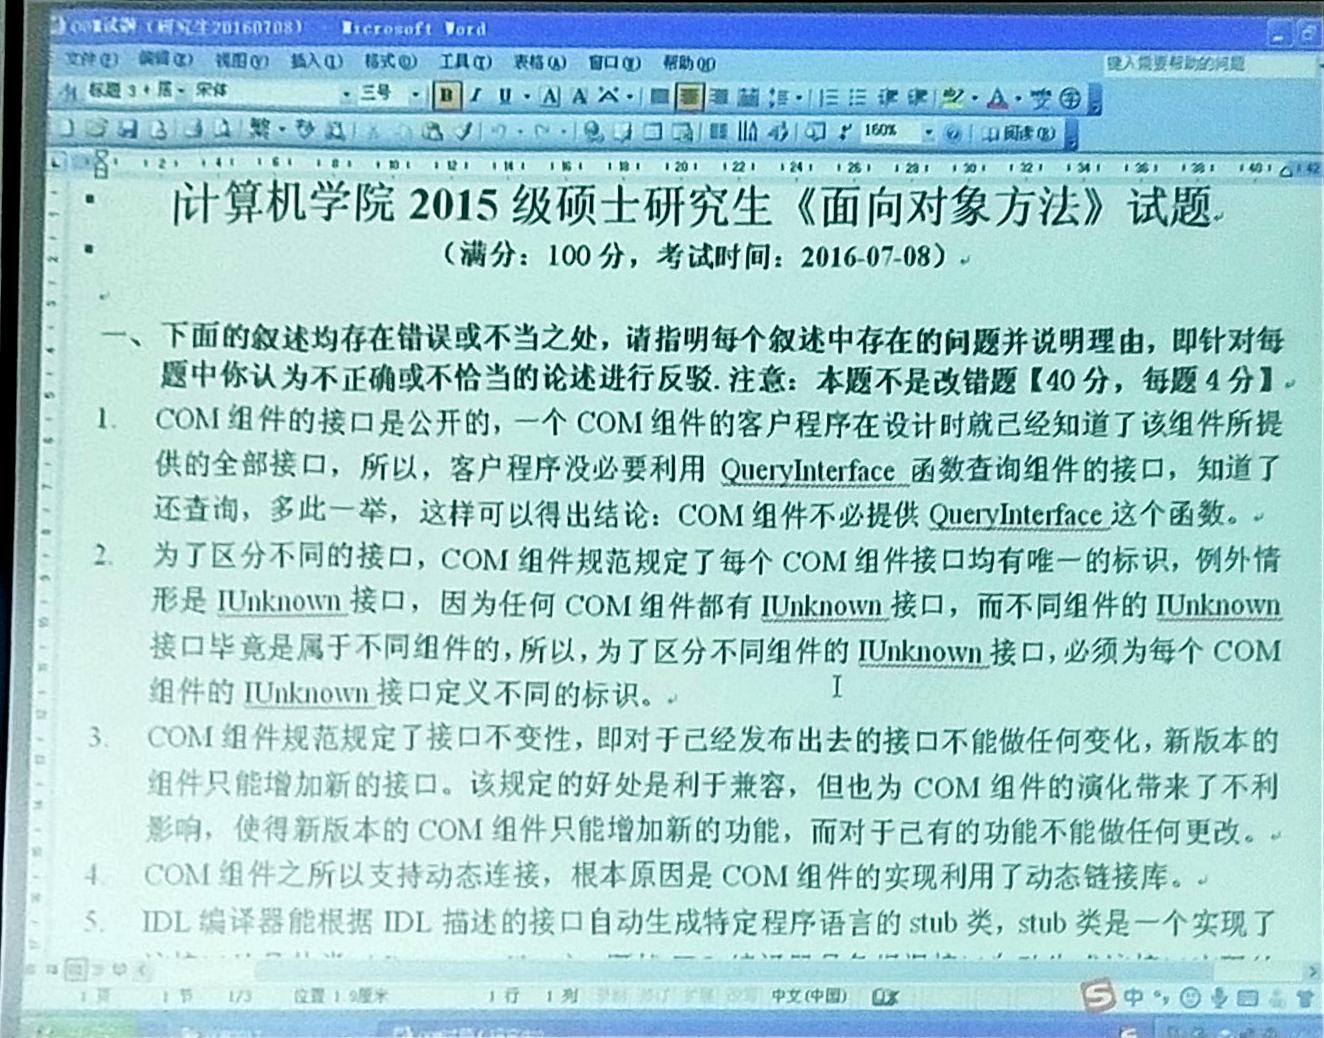 COM试题（研究生20160708） - Microsoft Word
文件(F) 编辑(E) 视图(V) 插入(I) 格式(O) 工具(T) 表格(A) 窗口(W) 帮助(H) 键入需要帮助的问题
标题 3 + 居 宋体 三号 B I U A A
160% 阅读(R)
2 4 6 8 10 12 14 16 18 20 22 24 26 28 30 32 34 36 38 40 42
计算机学院 2015 级硕士研究生《面向对象方法》试题
（满分：100 分，考试时间：2016-07-08）
一、下面的叙述均存在错误或不当之处，请指明每个叙述中存在的问题并说明理由，即针对每
题中你认为不正确或不恰当的论述进行反驳. 注意：本题不是改错题【40 分，每题 4 分】
1. COM 组件的接口是公开的，一个 COM 组件的客户程序在设计时就已经知道了该组件所提
供的全部接口，所以，客户程序没必要利用 QueryInterface 函数查询组件的接口，知道了
还查询，多此一举，这样可以得出结论：COM 组件不必提供 QueryInterface 这个函数。
2. 为了区分不同的接口，COM 组件规范规定了每个 COM 组件接口均有唯一的标识，例外情
形是 IUnknown 接口，因为任何 COM 组件都有 IUnknown 接口，而不同组件的 IUnknown
接口毕竟是属于不同组件的，所以，为了区分不同组件的 IUnknown 接口，必须为每个 COM
组件的 IUnknown 接口定义不同的标识。
3. COM 组件规范规定了接口不变性，即对于已经发布出去的接口不能做任何变化，新版本的
组件只能增加新的接口。该规定的好处是利于兼容，但也为 COM 组件的演化带来了不利
影响，使得新版本的 COM 组件只能增加新的功能，而对于已有的功能不能做任何更改。
4. COM 组件之所以支持动态连接，根本原因是 COM 组件的实现利用了动态链接库。
5. IDL 编译器能根据 IDL 描述的接口自动生成特定程序语言的 stub 类，stub 类是一个实现了
1 页 1 节 1/3 位置 1.9厘米 1 行 1 列 录制 修订 扩展 改写 中文(中国) 中